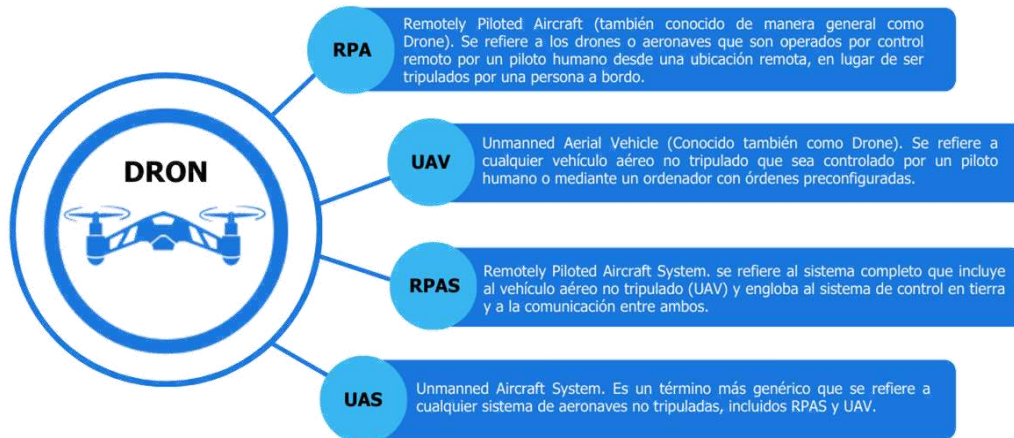 DRON
RPA
Remotely Piloted Aircraft (también conocido de manera general como
Drone). Se refiere a los drones o aeronaves que son operados por control
remoto por un piloto humano desde una ubicación remota, en lugar de ser
tripulados por una persona a bordo.
UAV
Unmanned Aerial Vehicle (Conocido también como Drone). Se refiere a
cualquier vehículo aéreo no tripulado que sea controlado por un piloto
humano o mediante un ordenador con órdenes preconfiguradas.
RPAS
Remotely Piloted Aircraft System. se refiere al sistema completo que incluye
al vehículo aéreo no tripulado (UAV) y engloba al sistema de control en tierra
y a la comunicación entre ambos.
UAS
Unmanned Aircraft System. Es un término más genérico que se refiere a
cualquier sistema de aeronaves no tripuladas, incluidos RPAS y UAV.